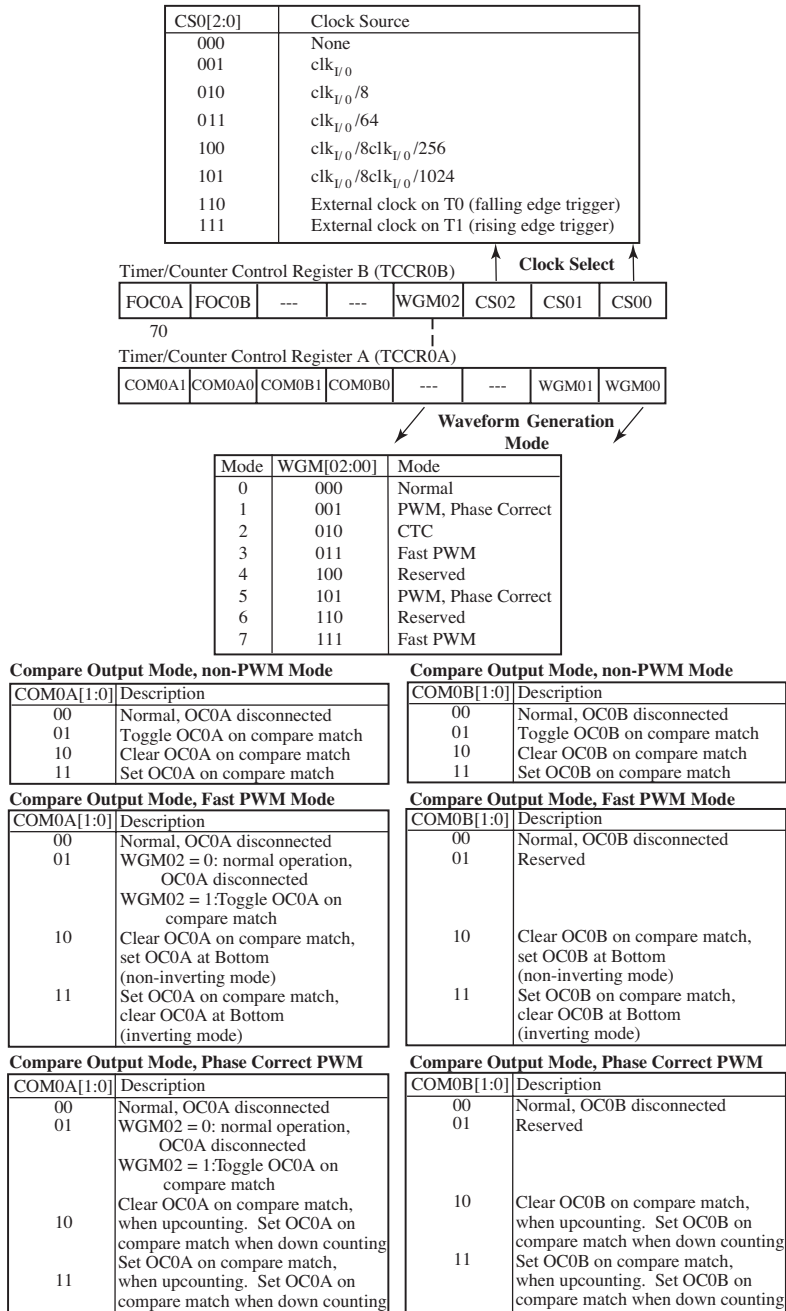 CS0[2:0] Clock Source
000 None
001 clkI/0
010 clkI/0/8
011 clkI/0/64
100 clkI/0/8clkI/0/256
101 clkI/0/8clkI/0/1024
110 External clock on T0 (falling edge trigger)
111 External clock on T1 (rising edge trigger)
Clock Select
Timer/Counter Control Register B (TCCR0B)
FOC0A FOC0B --- --- WGM02 CS02 CS01 CS00
70
Timer/Counter Control Register A (TCCR0A)
COM0A1 COM0A0 COM0B1 COM0B0 --- --- WGM01 WGM00
Waveform Generation
Mode
Mode WGM[02:00] Mode
0 000 Normal
1 001 PWM, Phase Correct
2 010 CTC
3 011 Fast PWM
4 100 Reserved
5 101 PWM, Phase Correct
6 110 Reserved
7 111 Fast PWM
Compare Output Mode, non-PWM Mode
COM0A[1:0] Description
00 Normal, OC0A disconnected
01 Toggle OC0A on compare match
10 Clear OC0A on compare match
11 Set OC0A on compare match
Compare Output Mode, non-PWM Mode
COM0B[1:0] Description
00 Normal, OC0B disconnected
01 Toggle OC0B on compare match
10 Clear OC0B on compare match
11 Set OC0B on compare match
Compare Output Mode, Fast PWM Mode
COM0A[1:0] Description
00 Normal, OC0A disconnected
01 WGM02 = 0: normal operation,
OC0A disconnected
WGM02 = 1:Toggle OC0A on
compare match
10 Clear OC0A on compare match,
set OC0A at Bottom
(non-inverting mode)
11 Set OC0A on compare match,
clear OC0A at Bottom
(inverting mode)
Compare Output Mode, Fast PWM Mode
COM0B[1:0] Description
00 Normal, OC0B disconnected
01 Reserved
10 Clear OC0B on compare match,
set OC0B at Bottom
(non-inverting mode)
11 Set OC0B on compare match,
clear OC0B at Bottom
(inverting mode)
Compare Output Mode, Phase Correct PWM
COM0A[1:0] Description
00 Normal, OC0A disconnected
01 WGM02 = 0: normal operation,
OC0A disconnected
WGM02 = 1:Toggle OC0A on
compare match
Clear OC0A on compare match,
10 when upcounting. Set OC0A on
compare match when down counting
Set OC0A on compare match,
11 when upcounting. Set OC0A on
compare match when down counting
Compare Output Mode, Phase Correct PWM
COM0B[1:0] Description
00 Normal, OC0B disconnected
01 Reserved
10 Clear OC0B on compare match,
when upcounting. Set OC0B on
compare match when down counting
11 Set OC0B on compare match,
when upcounting. Set OC0B on
compare match when down counting